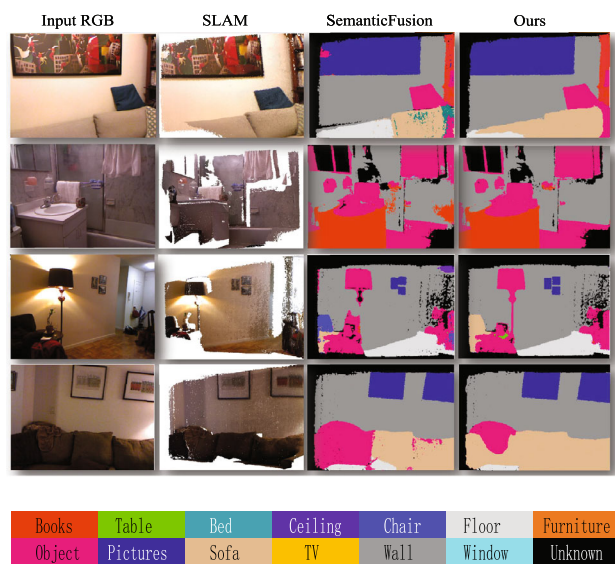 Input RGB SLAM SemanticFusion Ours
Books Table Bed Ceiling Chair Floor Furniture
Object Pictures Sofa TV Wall Window Unknown